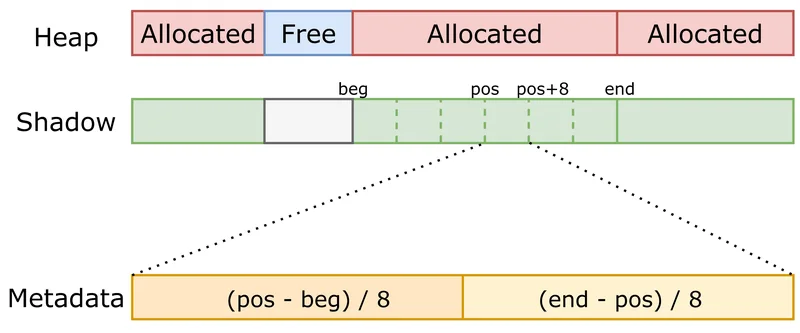 Heap Allocated Free Allocated Allocated
beg pos pos+8 end
Shadow
Metadata (pos - beg) / 8 (end - pos) / 8